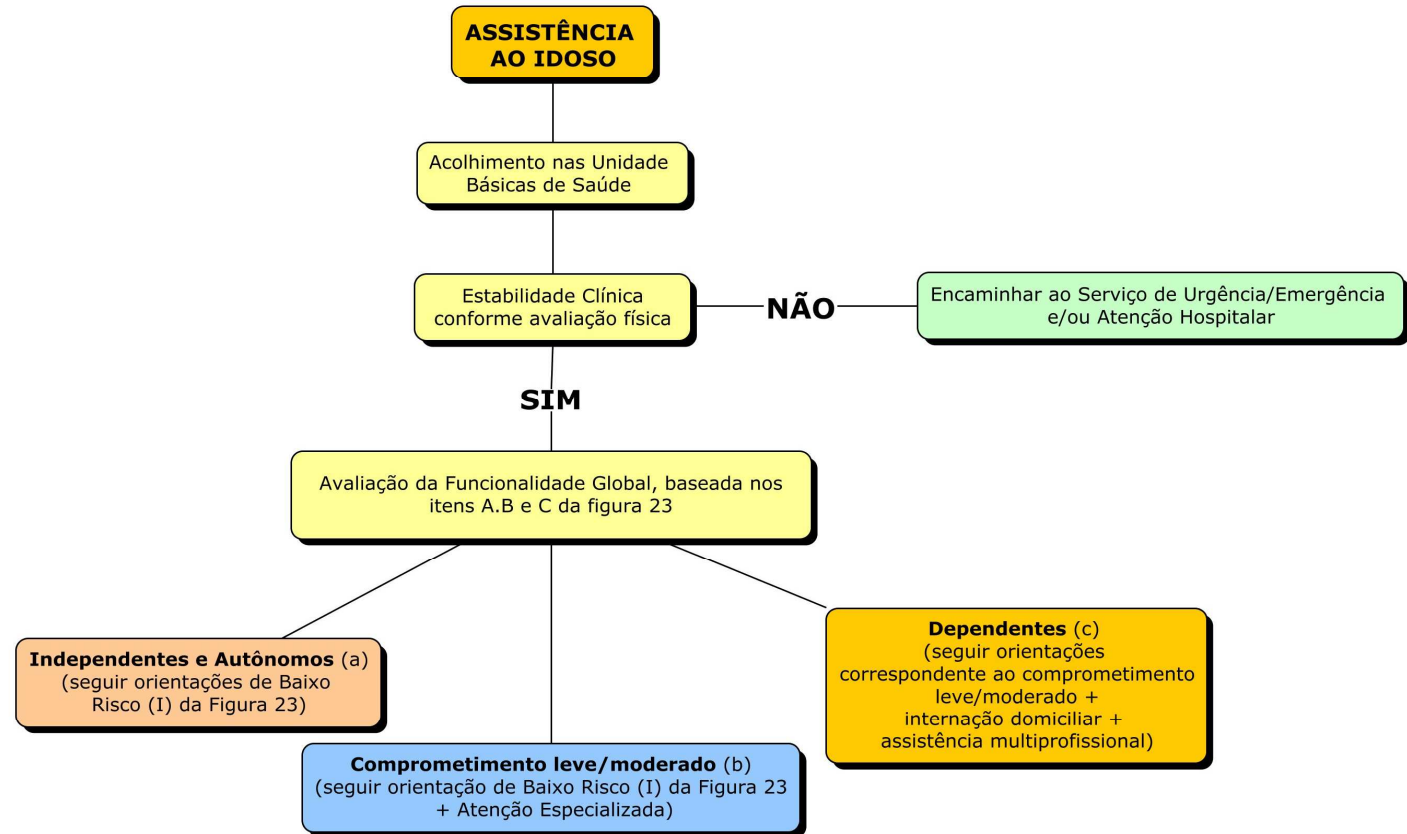 ASSISTÊNCIA
AO IDOSO
Acolhimento nas Unidade
Básicas de Saúde
Estabilidade Clínica
conforme avaliação física
NÃO
Encaminhar ao Serviço de Urgência/Emergência
e/ou Atenção Hospitalar
SIM
Avaliação da Funcionalidade Global, baseada nos
itens A.B e C da figura 23
Independentes e Autônomos (a)
(seguir orientações de Baixo
Risco (I) da Figura 23)
Comprometimento leve/moderado (b)
(seguir orientação de Baixo Risco (I) da Figura 23
+ Atenção Especializada)
Dependentes (c)
(seguir orientações
correspondente ao comprometimento
leve/moderado +
internação domiciliar +
assistência multiprofissional)